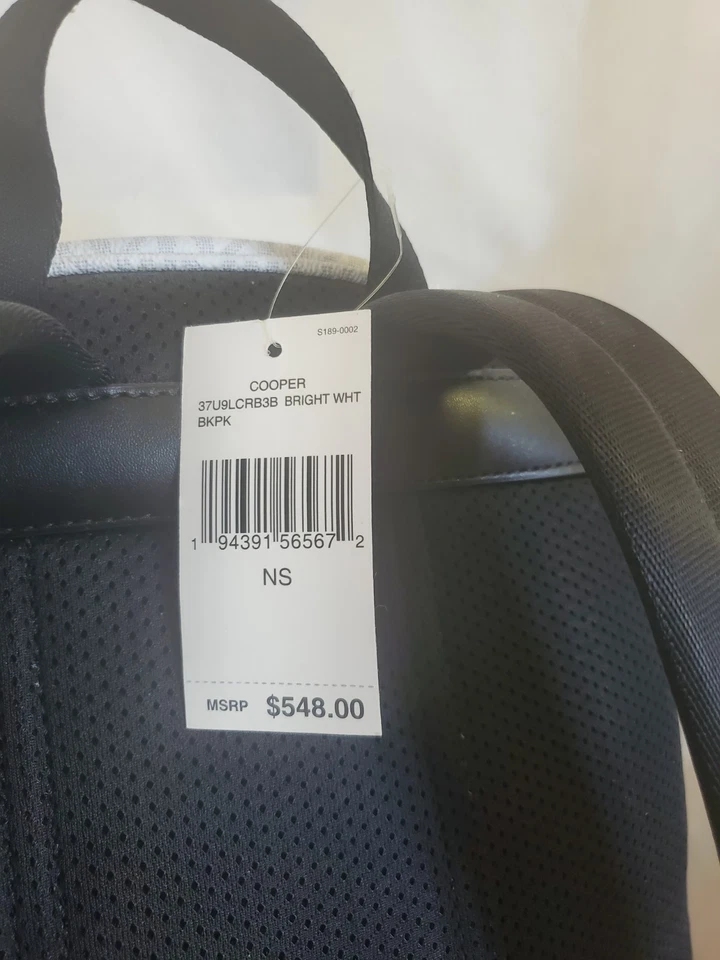 S189-0002
COOPER
37U9LCRB3B BRIGHT WHT
BKPK
1 94391 56567 2
NS
MSRP $548.00